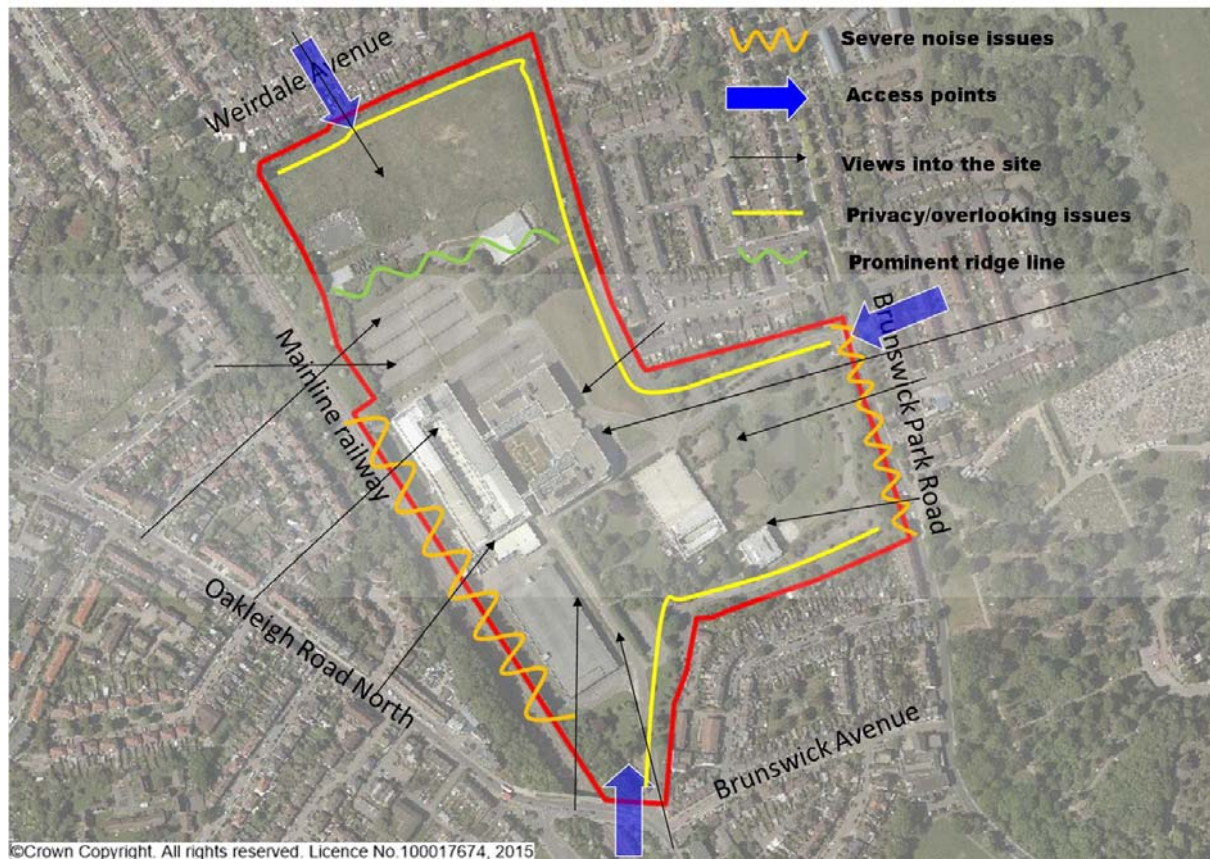 Severe noise issues
Weirdale Avenue
Access points
Views into the site
Privacy/overlooking issues
Prominent ridge line
Brunswick Park Road
Mainline railway
Oakleigh Road North
Brunswick Avenue
©Crown Copyright. All rights reserved. Licence No.100017674, 2015